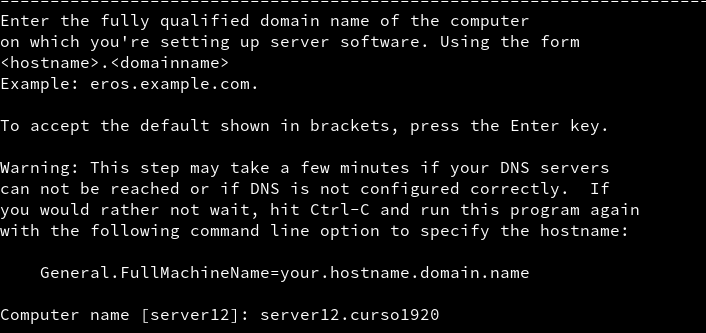 Enter the fully qualified domain name of the computer
on which you're setting up server software. Using the form
<hostname>.<domainname>
Example: eros.example.com.
To accept the default shown in brackets, press the Enter key.
Warning: This step may take a few minutes if your DNS servers
can not be reached or if DNS is not configured correctly.  If
you would rather not wait, hit Ctrl-C and run this program again
with the following command line option to specify the hostname:
General.FullMachineName=your.hostname.domain.name
Computer name [server12]: server12.curso1920